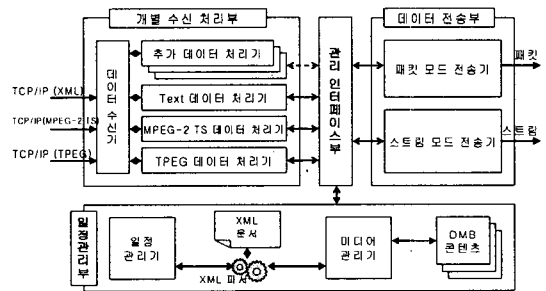 개별 수신 처리부
데이터 전송부
추가 데이터 처리기
데이터 수신기
관리 인터페이스부
패킷 모드 전송기
패킷
TCP/IP (XML)
Text 데이터 처리기
TCP/IP(MPEG-2 TS)
MPEG-2 TS 데이터 처리기
스트림 모드 전송기
스트림
TCP/IP (TPEG)
TPEG 데이터 처리기
일정관리부
일정
관리기
XML
문서
XML 파서
미디어
관리기
DMB
콘텐츠